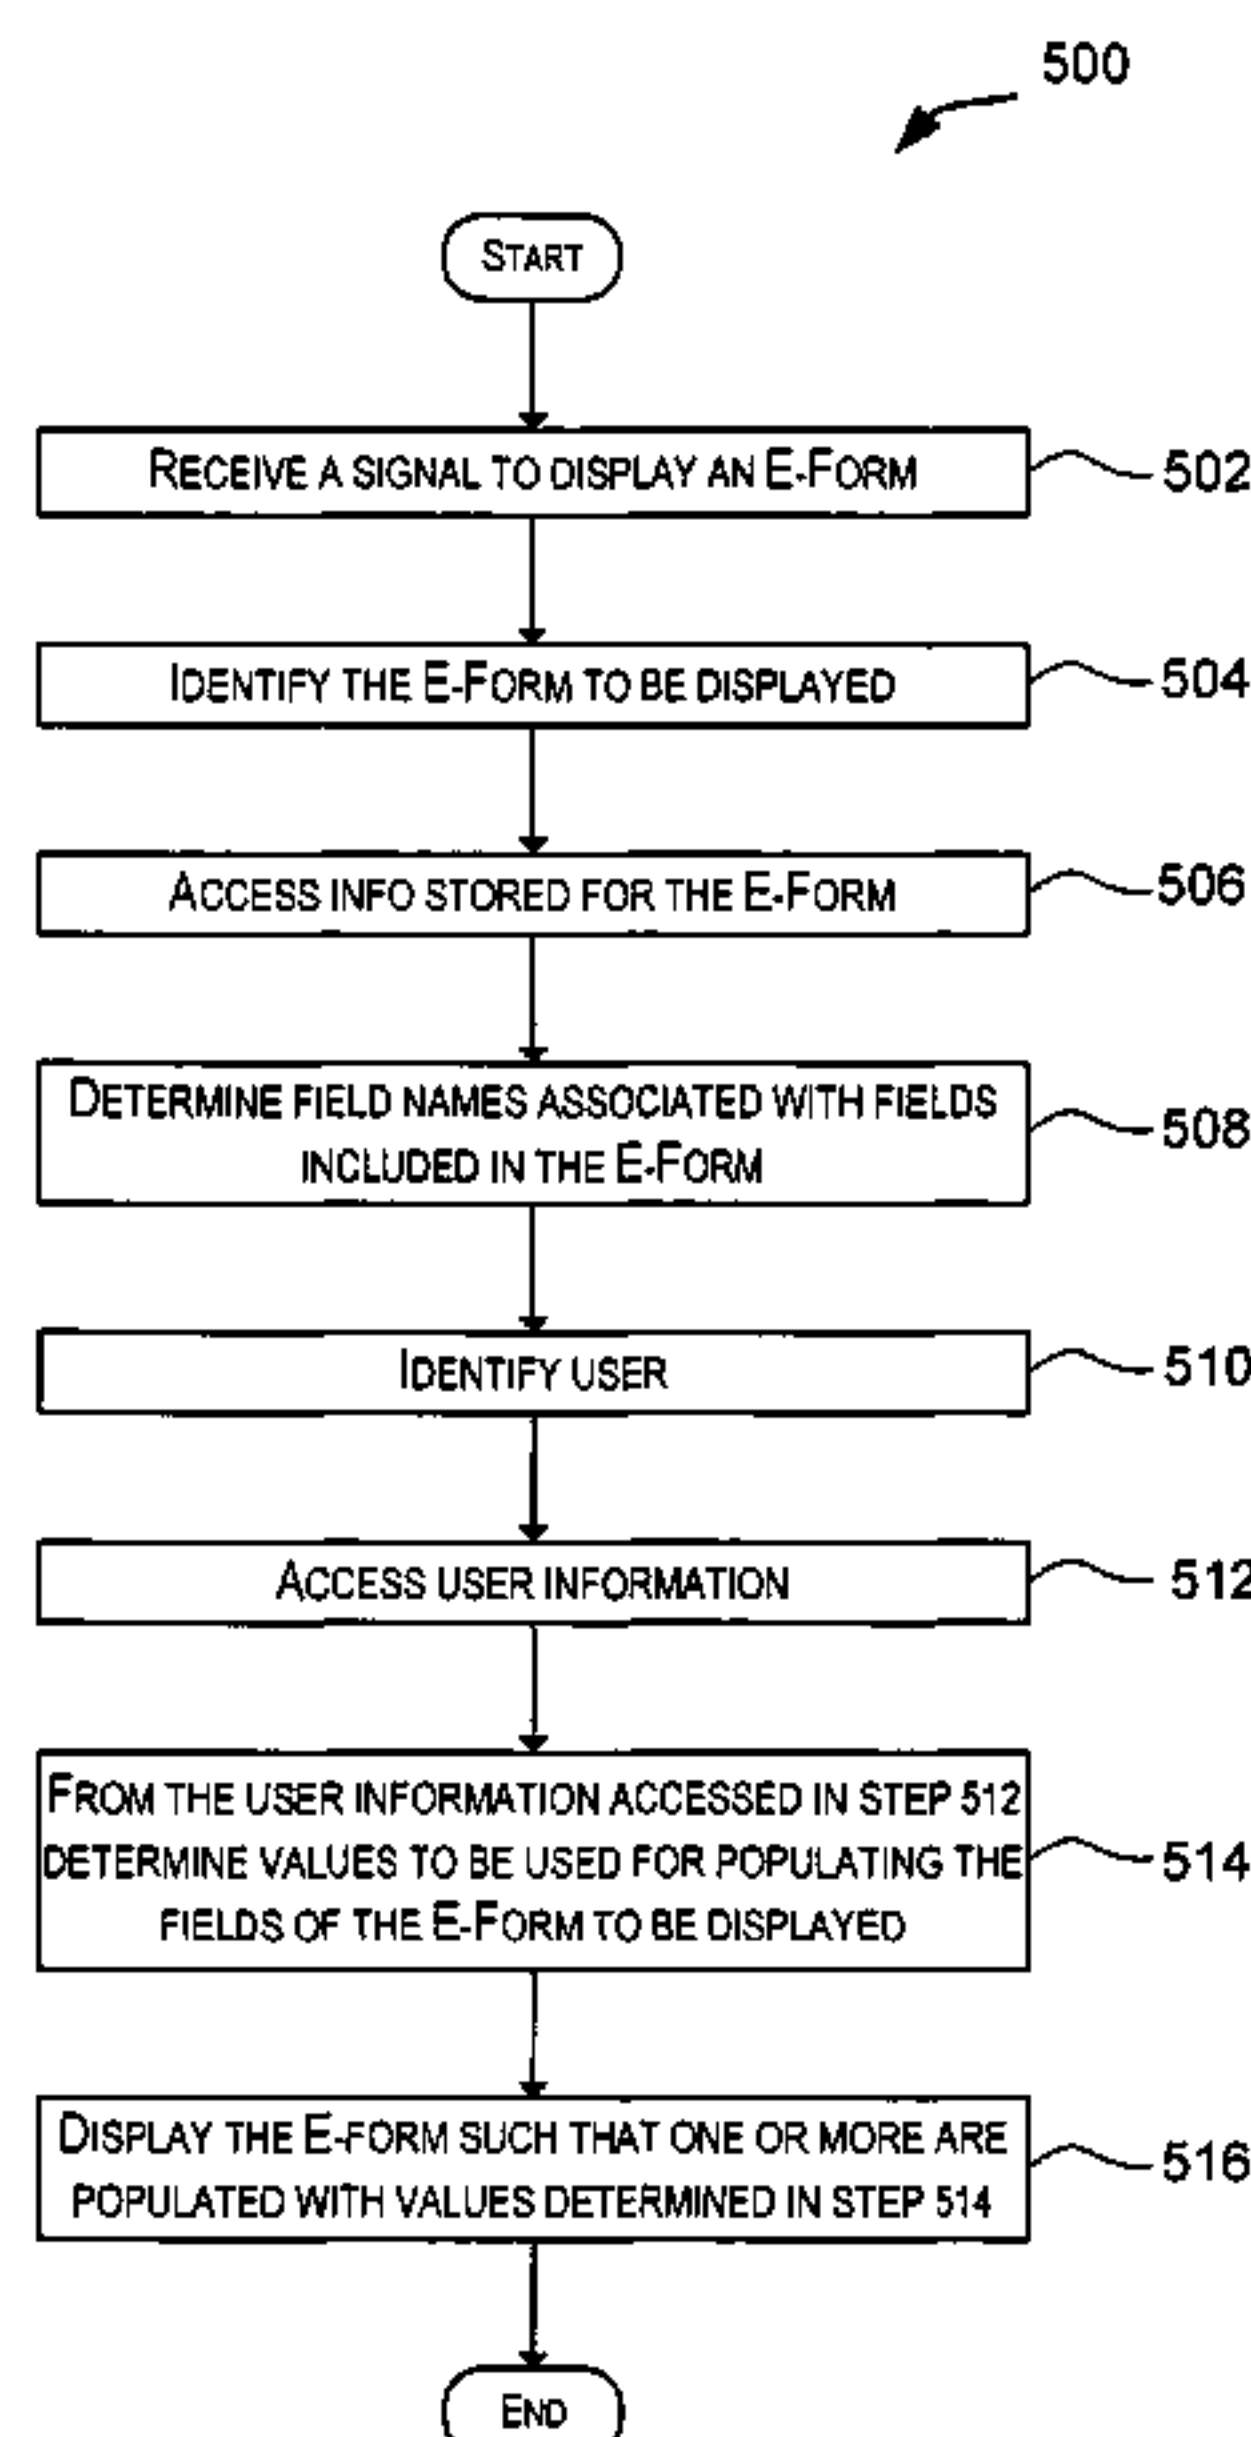 500
START
RECEIVE A SIGNAL TO DISPLAY AN E-FORM
502
IDENTIFY THE E-FORM TO BE DISPLAYED
504
ACCESS INFO STORED FOR THE E-FORM
506
DETERMINE FIELD NAMES ASSOCIATED WITH FIELDS
INCLUDED IN THE E-FORM
508
IDENTIFY USER
510
ACCESS USER INFORMATION
512
FROM THE USER INFORMATION ACCESSED IN STEP 512
DETERMINE VALUES TO BE USED FOR POPULATING THE
FIELDS OF THE E-FORM TO BE DISPLAYED
514
DISPLAY THE E-FORM SUCH THAT ONE OR MORE ARE
POPULATED WITH VALUES DETERMINED IN STEP 514
516
END